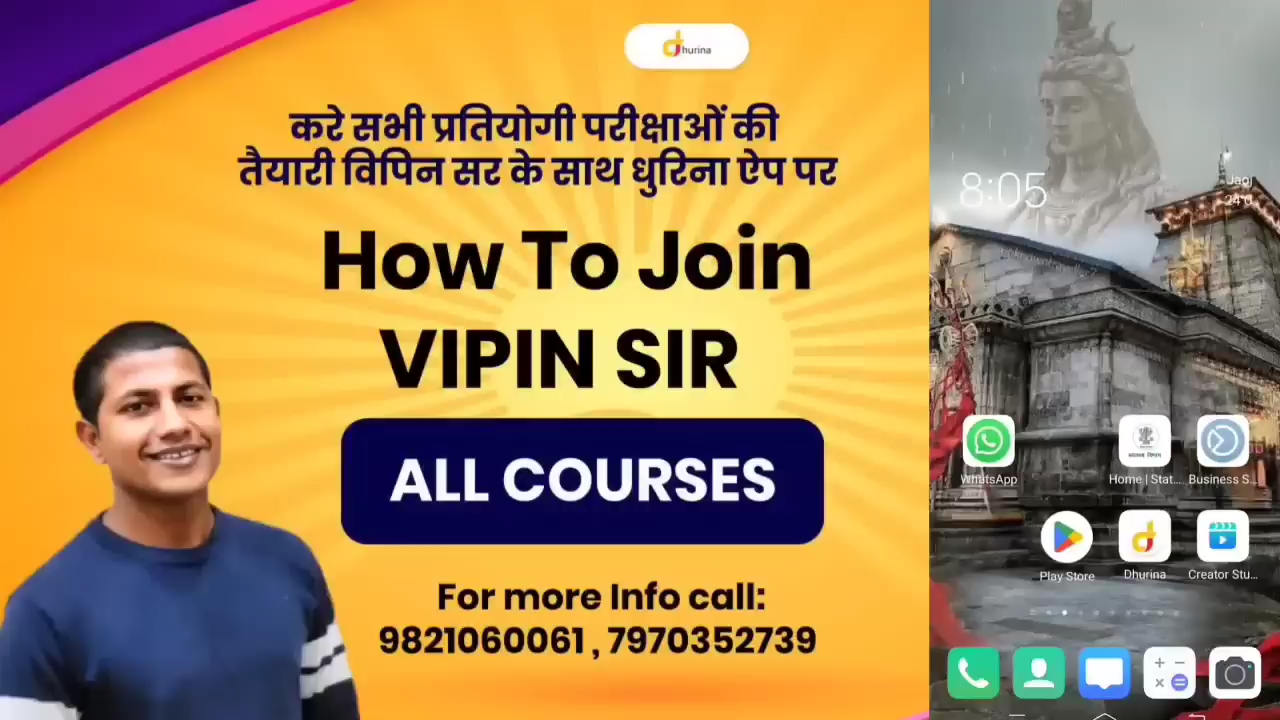 dhurina
करे सभी प्रतियोगी परीक्षाओं की
तैयारी विपिन सर के साथ धुरिना ऐप पर
How To Join
VIPIN SIR
ALL COURSES
For more Info call:
9821060061 , 7970352739
8:05
WhatsApp
Home | Stat...
Business S...
Play Store
Dhurina
Creator Stu...